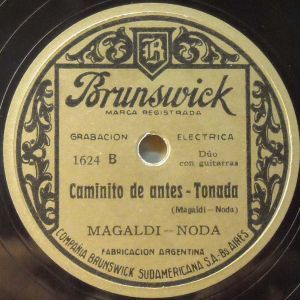 B
Brunswick
MARCA REGISTRADA
GRABACION ELECTRICA
1624 B
Dúo
con guitarras
Caminito de antes - Tonada
(Magaldi - Noda)
MAGALDI - NODA
FABRICACION ARGENTINA
COMPAÑIA BRUNSWICK SUDAMERICANA S.A. - Bs AIRES